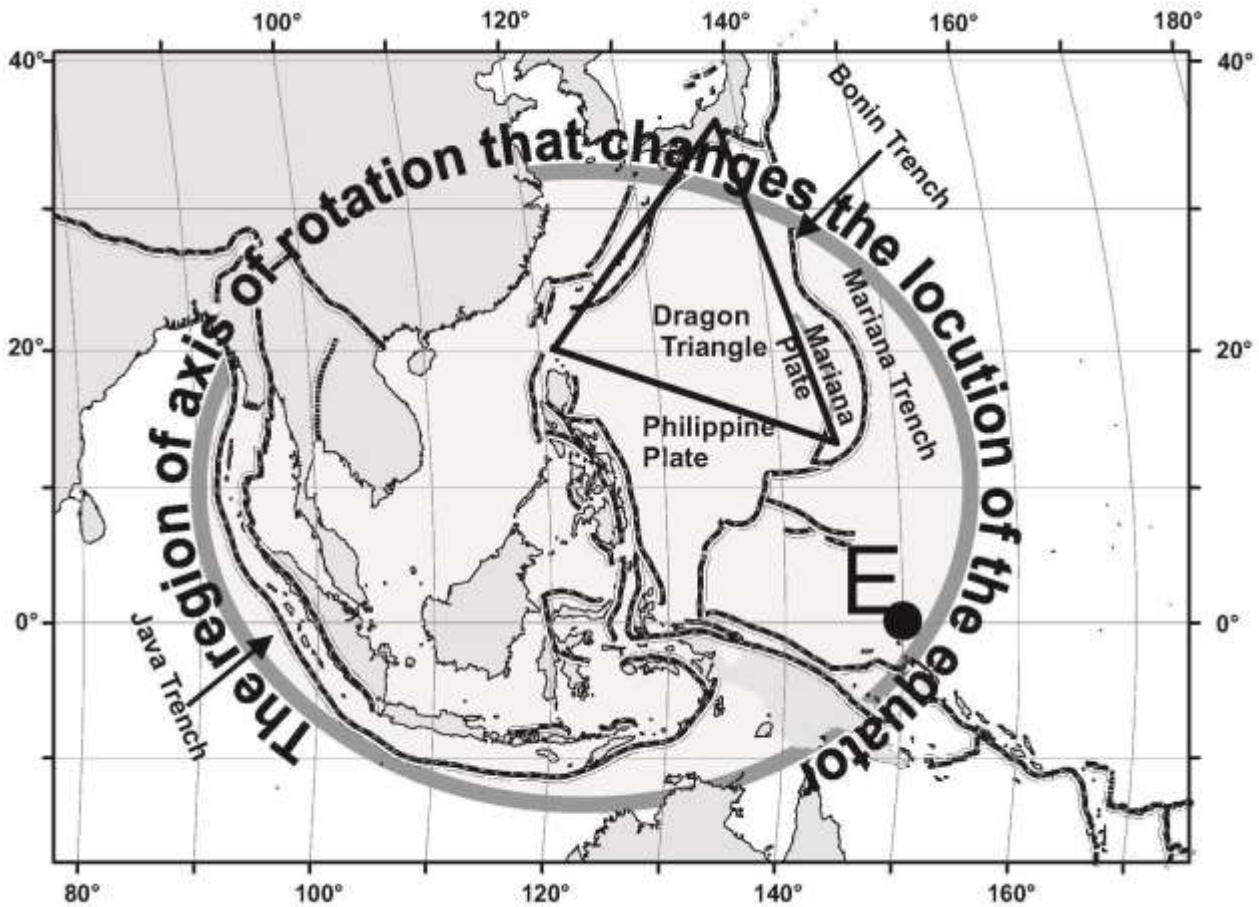 100° 120° 140° 160° 180°
40° 40°
Bonin Trench
The region of axis of rotation that changes the locution of the equator
Mariana Trench
Dragon
Triangle
Mariana
Plate
20° 20°
Philippine
Plate
E
0° 0°
Java Trench
80° 100° 120° 140° 160°